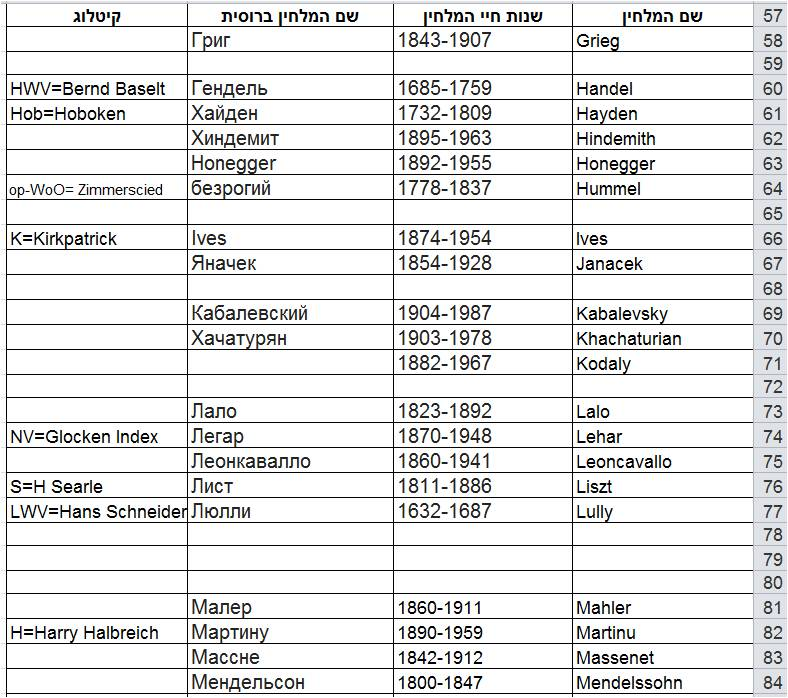 שם המלחין שנות חיי המלחין שם המלחין ברוסית קיטלוג 57
Григ 1843-1907 Grieg 58
59
HWV=Bernd Baselt Гендель 1685-1759 Handel 60
Hob=Hoboken Хайден 1732-1809 Hayden 61
Хиндемит 1895-1963 Hindemith 62
Honegger 1892-1955 Honegger 63
op-WoO= Zimmerscied безрогий 1778-1837 Hummel 64
65
K=Kirkpatrick Ives 1874-1954 Ives 66
Яначек 1854-1928 Janacek 67
68
Кабалевский 1904-1987 Kabalevsky 69
Хачатурян 1903-1978 Khachaturian 70
1882-1967 Kodaly 71
72
Лало 1823-1892 Lalo 73
NV=Glocken Index Легар 1870-1948 Lehar 74
Леонкавалло 1860-1941 Leoncavallo 75
S=H Searle Лист 1811-1886 Liszt 76
LWV=Hans Schneider Люлли 1632-1687 Lully 77
78
79
80
Малер 1860-1911 Mahler 81
H=Harry Halbreich Мартину 1890-1959 Martinu 82
Массне 1842-1912 Massenet 83
Мендельсон 1800-1847 Mendelssohn 84